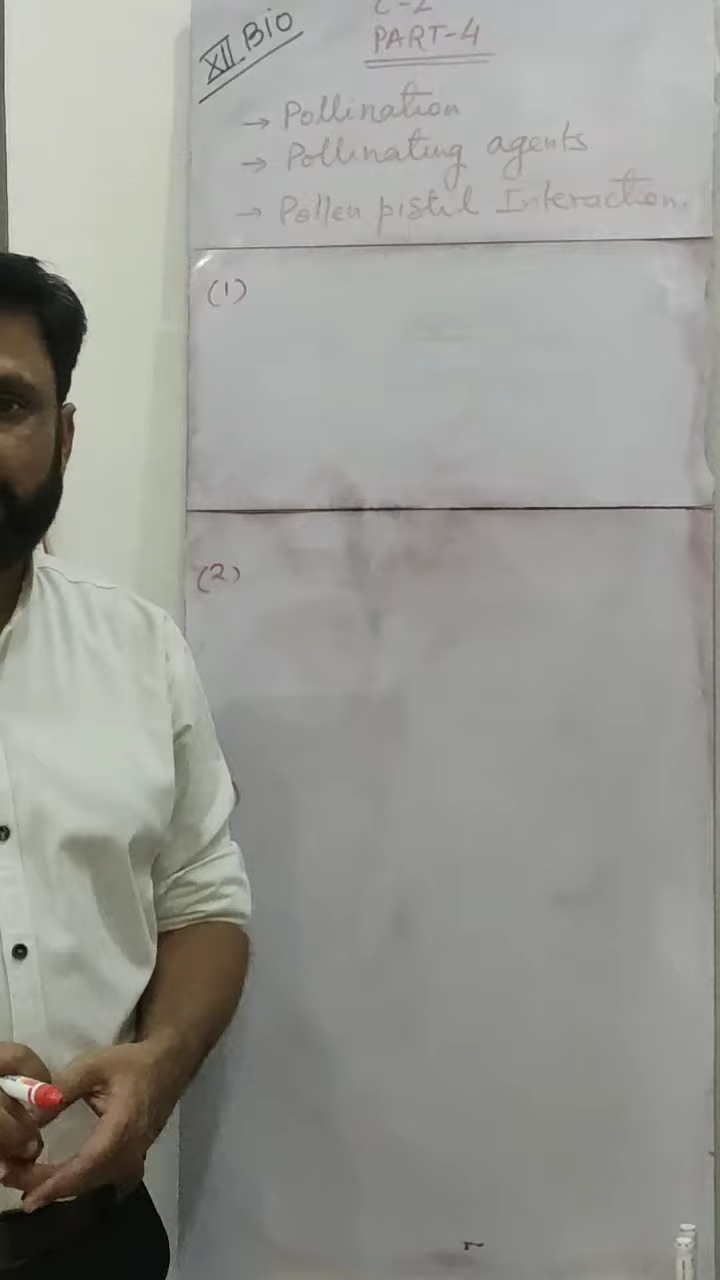 XII BIO
C-2
PART-4
→ Pollination
→ Pollinating agents
→ Pollen pistil Interaction.
(1)
(2)